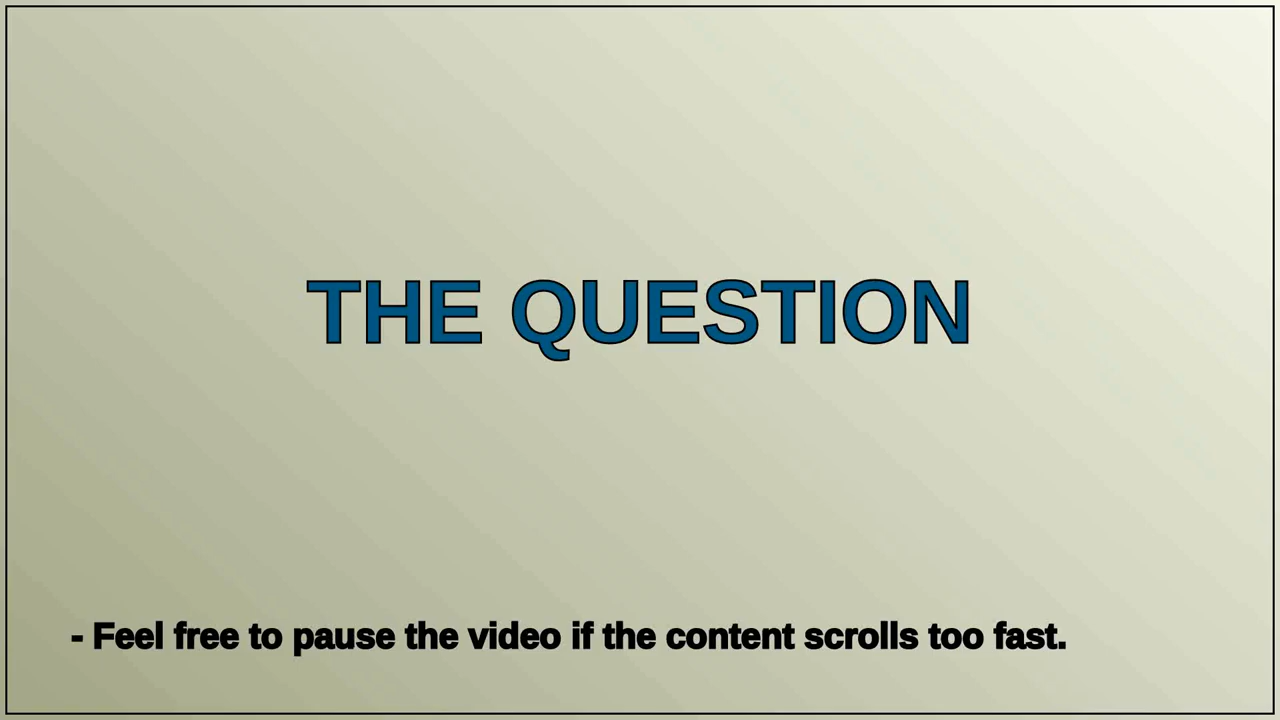 THE QUESTION
- Feel free to pause the video if the content scrolls too fast.